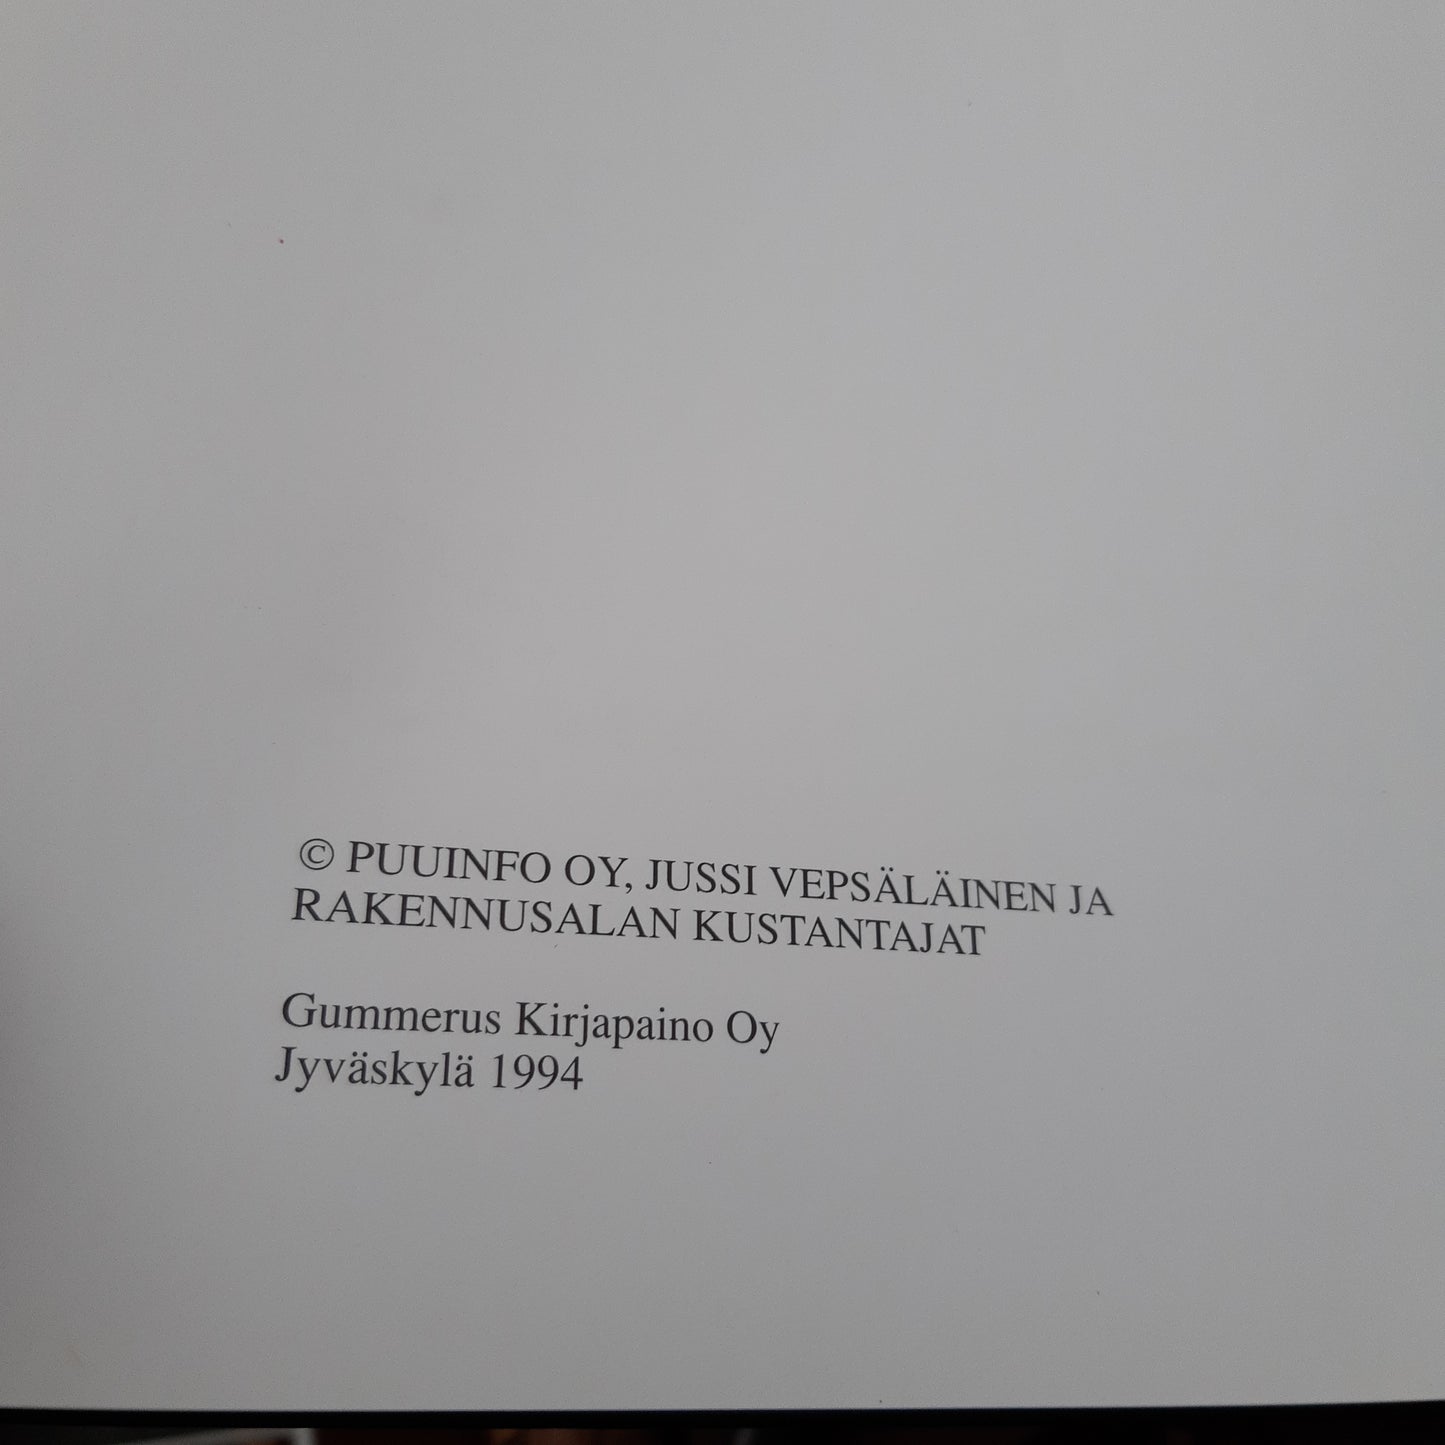 © PUUINFO OY, JUSSI VEPSÄLÄINEN JA
RAKENNUSALAN KUSTANTAJAT
Gummerus Kirjapaino Oy
Jyväskylä 1994